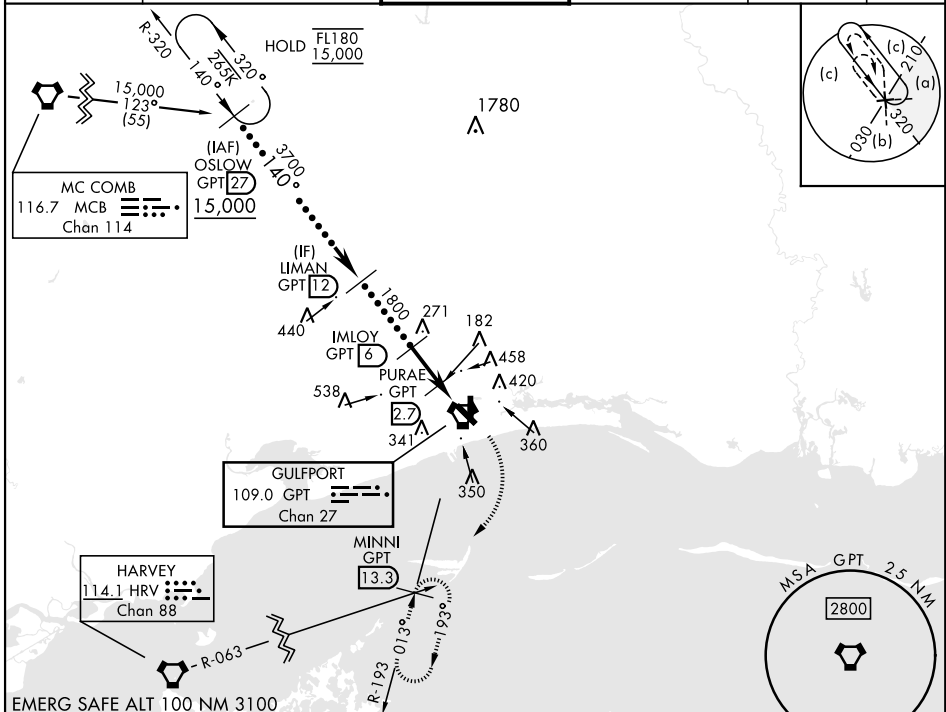 R-320
HOLD
FL180
15,000
265K
320°
140°
15,000
123°
(55)
1780
(c)
(c)
210
(a)
030
(b)
320
(IAF)
OSLOW
GPT 27
15,000
3700
140°
MC COMB
116.7 MCB
Chan 114
(IF)
LIMAN
GPT 12
1800
440
271
182
IMLOY
GPT 6
458
PURAE
GPT
2.7
420
538
341
360
350
GULFPORT
109.0 GPT
Chan 27
MINNI
GPT
13.3
HARVEY
114.1 HRV
Chan 88
R-063
013°
193°
R-193
MSA GPT 25 NM
2800
EMERG SAFE ALT 100 NM 3100